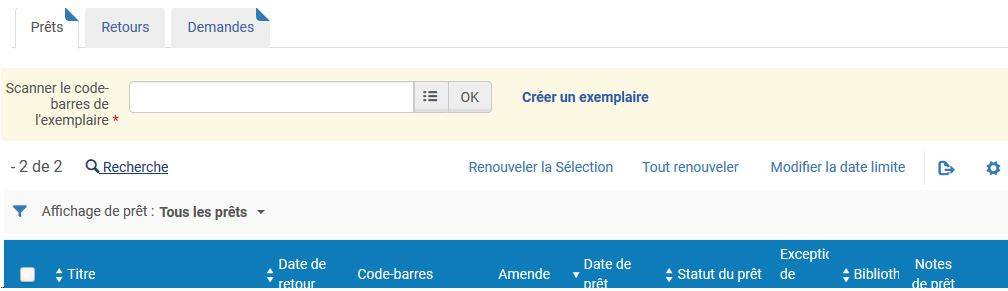 Prêts Retours Demandes
Scanner le code-
barres de
l'exemplaire *
OK Créer un exemplaire
- 2 de 2 Recherche Renouveler la Sélection Tout renouveler Modifier la date limite
Affichage de prêt : Tous les prêts
Titre Date de retour Code-barres Amende Date de prêt Statut du prêt Exceptic de Biblioth Notes de prêt